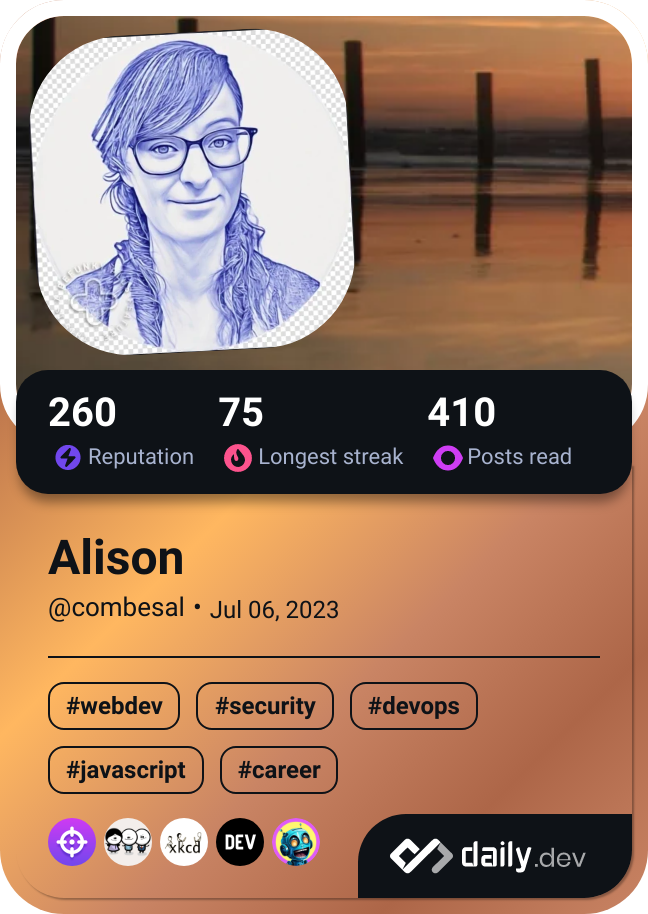 260 75 410
Reputation Longest streak Posts read
Alison
@combesal • Jul 06, 2023
#webdev #security #devops
#javascript #career
xkcd DEV
daily.dev